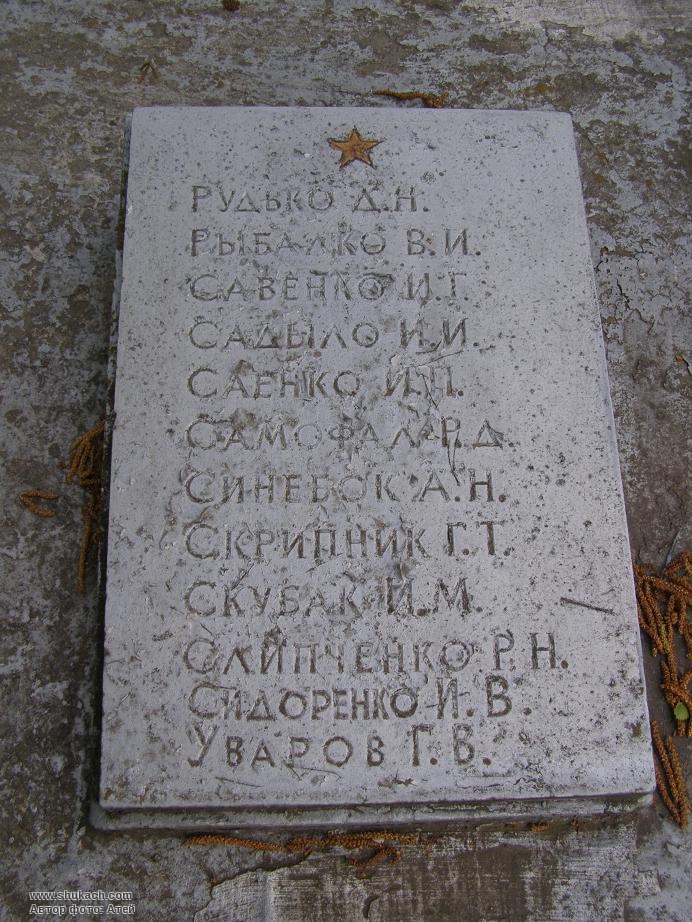 РУДЬКО Д.Н.
РЫБАЛКО В.И.
САВЕНКО И.Г.
САДЫЛО И.И.
САЕНКО И.П.
САМОФАЛ Р.Д.
СИНЕБОК А.Н.
СКРИПНИК Г.Т.
СКУБАК И.М.
СЛИПЧЕНКО Р.Н.
СИДОРЕНКО И.В.
УВАРОВ Г.В.
www.shukach.com
Автор фото: Атей